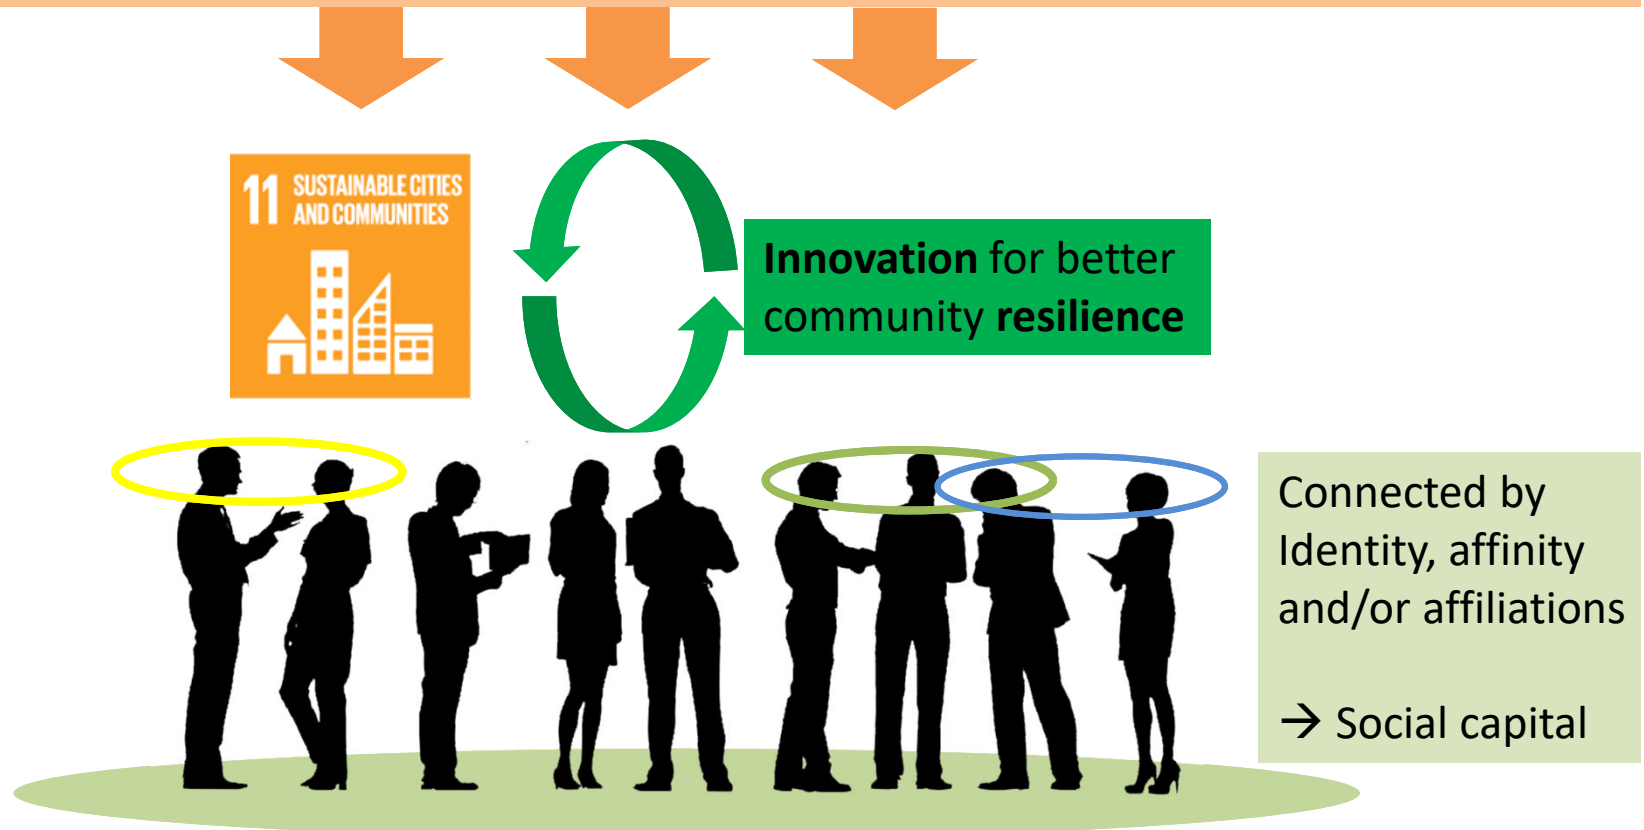 11 SUSTAINABLE CITIES
AND COMMUNITIES
Innovation for better
community resilience
Connected by
Identity, affinity
and/or affiliations
→ Social capital